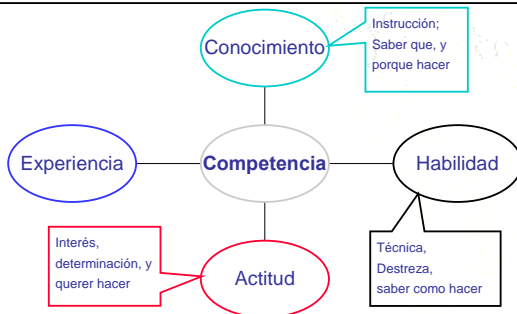 Conocimiento
Instrucción;
Saber que, y
porque hacer
Experiencia
Competencia
Habilidad
Interés,
determinación, y
querer hacer
Actitud
Técnica,
Destreza,
saber como hacer